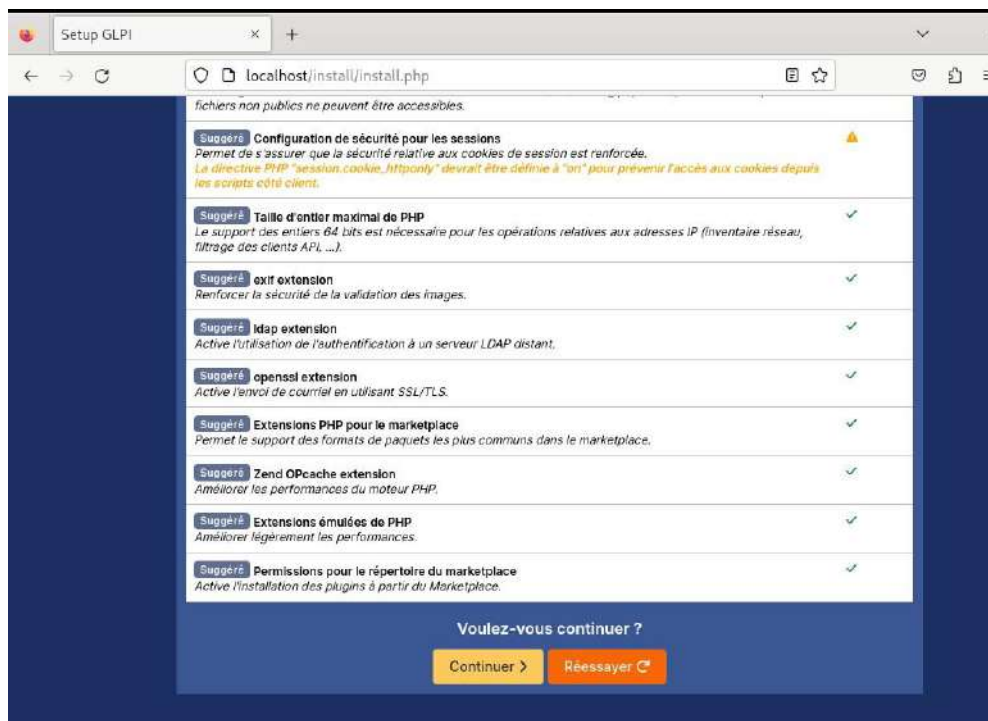 Setup GLPI
localhost/install/install.php
fichiers non publics ne peuvent être accessibles.
Suggéré Configuration de sécurité pour les sessions
Permet de s'assurer que la sécurité relative aux cookies de session est renforcée.
La directive PHP "session.cookie_httponly" devrait être définie à "on" pour prévenir l'accès aux cookies depuis
les scripts côté client.
Suggéré Taille d'entier maximal de PHP
Le support des entiers 64 bits est nécessaire pour les opérations relatives aux adresses IP (inventaire réseau,
filtrage des clients API, ...).
Suggéré exif extension
Renforcer la sécurité de la validation des images.
Suggéré ldap extension
Active l'utilisation de l'authentification à un serveur LDAP distant.
Suggéré openssl extension
Active l'envoi de courriel en utilisant SSL/TLS.
Suggéré Extensions PHP pour le marketplace
Permet le support des formats de paquets les plus communs dans le marketplace.
Suggéré Zend OPcache extension
Améliorer les performances du moteur PHP.
Suggéré Extensions émulées de PHP
Améliorer légèrement les performances.
Suggéré Permissions pour le répertoire du marketplace
Active l'installation des plugins à partir du Marketplace.
Voulez-vous continuer ?
Continuer
Réessayer